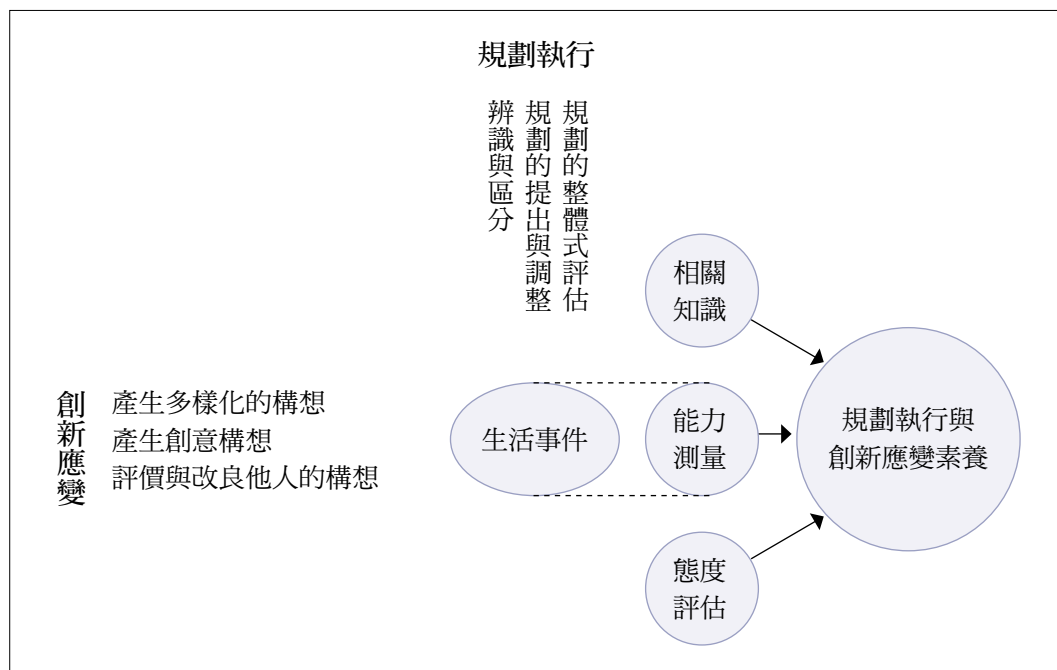 規劃執行
規劃的整體式評估
規劃的提出與調整
辨識與區分
創新應變
產生多樣化的構想
產生創意構想
評價與改良他人的構想
生活事件
相關
知識
能力
測量
態度
評估
規劃執行與
創新應變素養